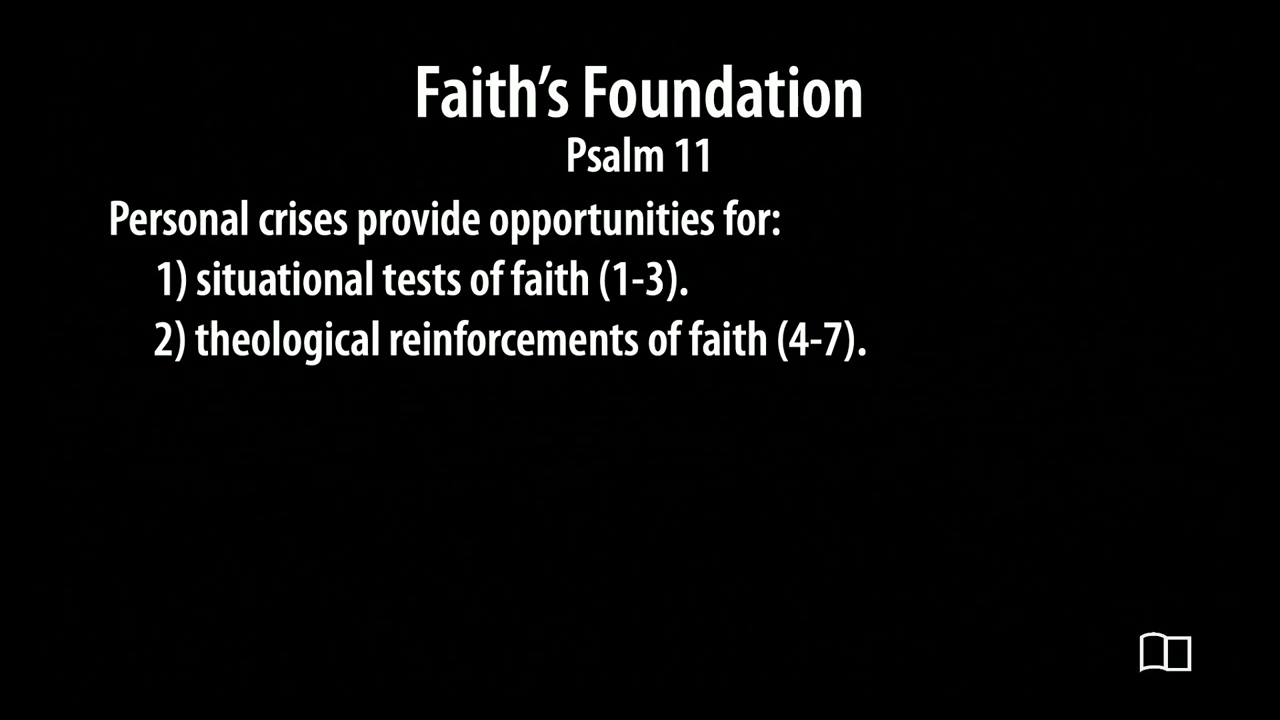 Faith’s Foundation
Psalm 11
Personal crises provide opportunities for:
1) situational tests of faith (1-3).
2) theological reinforcements of faith (4-7).